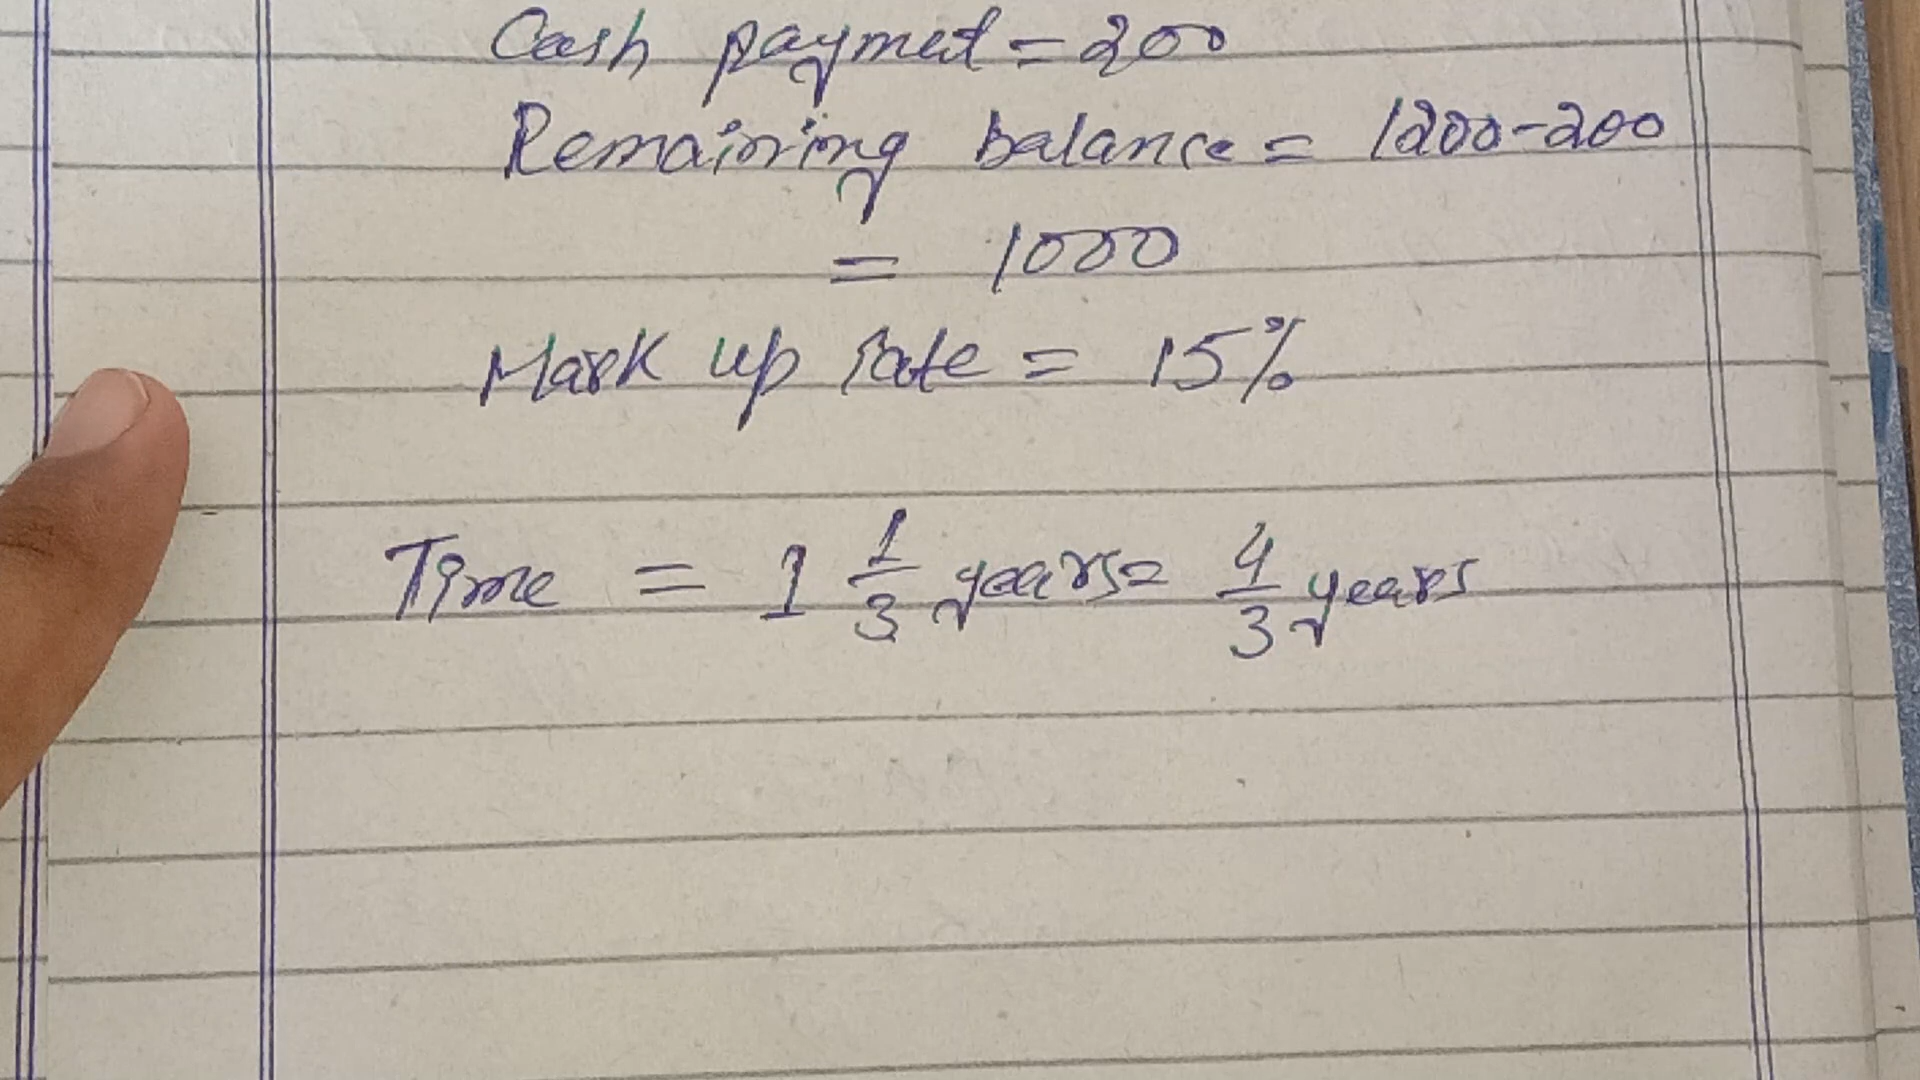 Cash paymet = 200
Remaining balance = 1200-200
= 1000
Mark up rate = 15%
Time = 1 1/3 years = 4/3 years